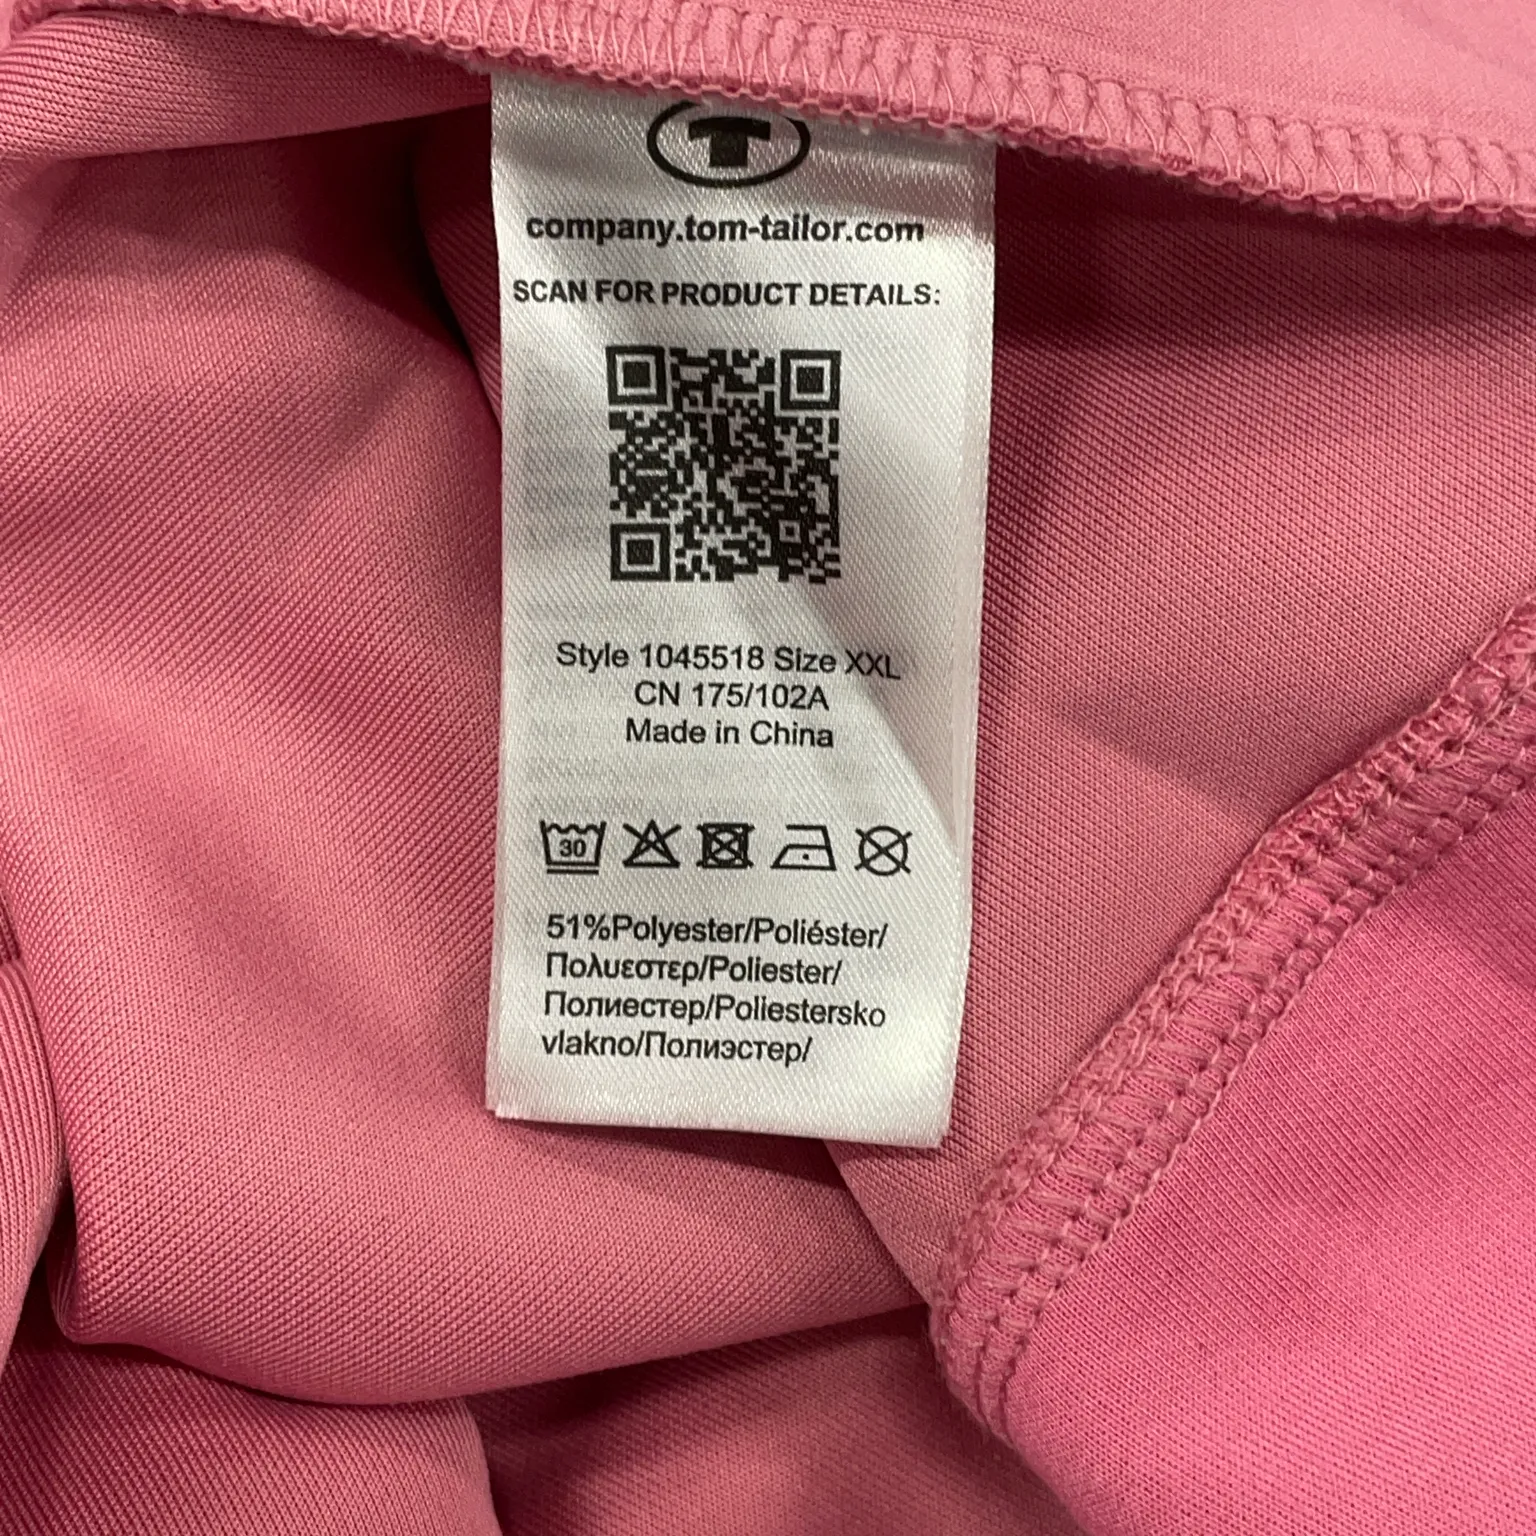 T
company.tom-tailor.com
SCAN FOR PRODUCT DETAILS:
Style 1045518 Size XXL
CN 175/102A
Made in China
30
51%Polyester/Poliéster/
Πολυεστερ/Poliester/
Полиестер/Poliestersko
vlakno/Полиэстер/